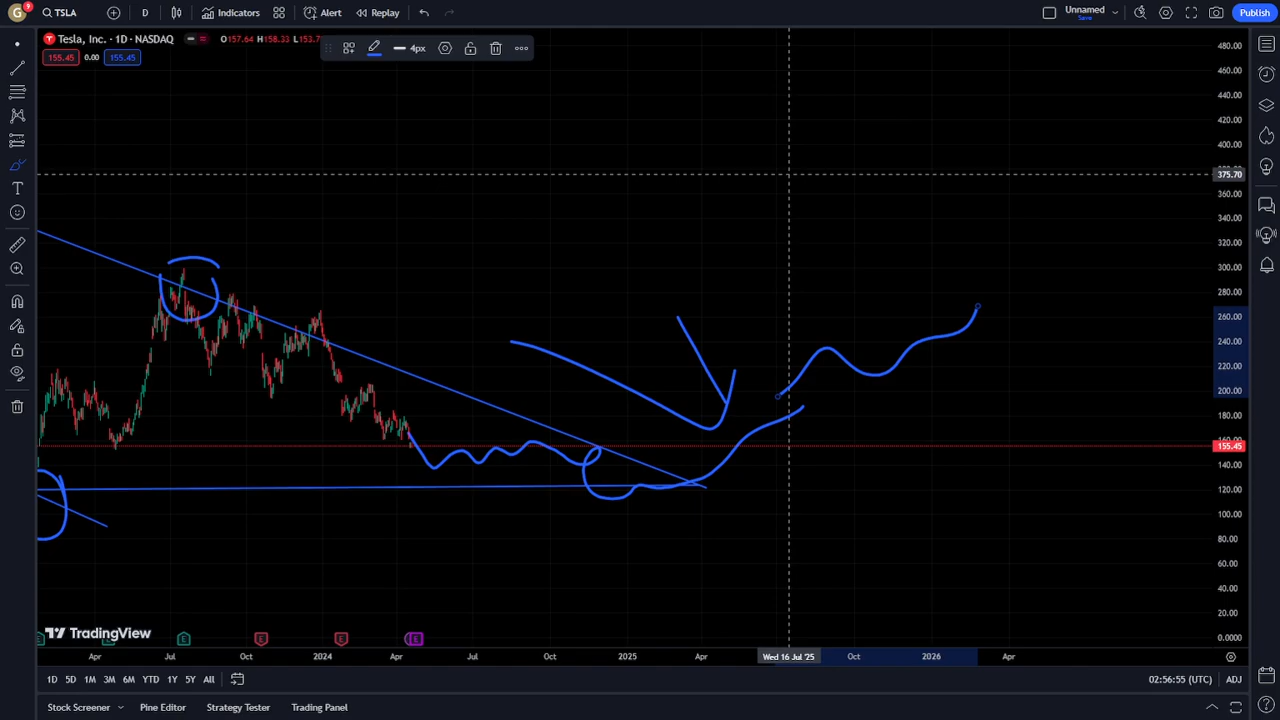 G 9 TSLA D Indicators Alert Replay Unnamed Save Publish
Tesla, Inc. · 1D · NASDAQ O157.64 H158.33 L153.7
4px
155.45 0.00 155.45
480.00
460.00
440.00
420.00
400.00
375.70
360.00
340.00
320.00
300.00
280.00
260.00
240.00
220.00
200.00
180.00
155.45
140.00
120.00
100.00
80.00
60.00
40.00
20.00
0.0000
E E E E E
TradingView
Apr Jul Oct 2024 Apr Jul Oct 2025 Apr Wed 16 Jul '25 Oct 2026 Apr
1D 5D 1M 3M 6M YTD 1Y 5Y All 02:56:55 (UTC) ADJ
Stock Screener Pine Editor Strategy Tester Trading Panel